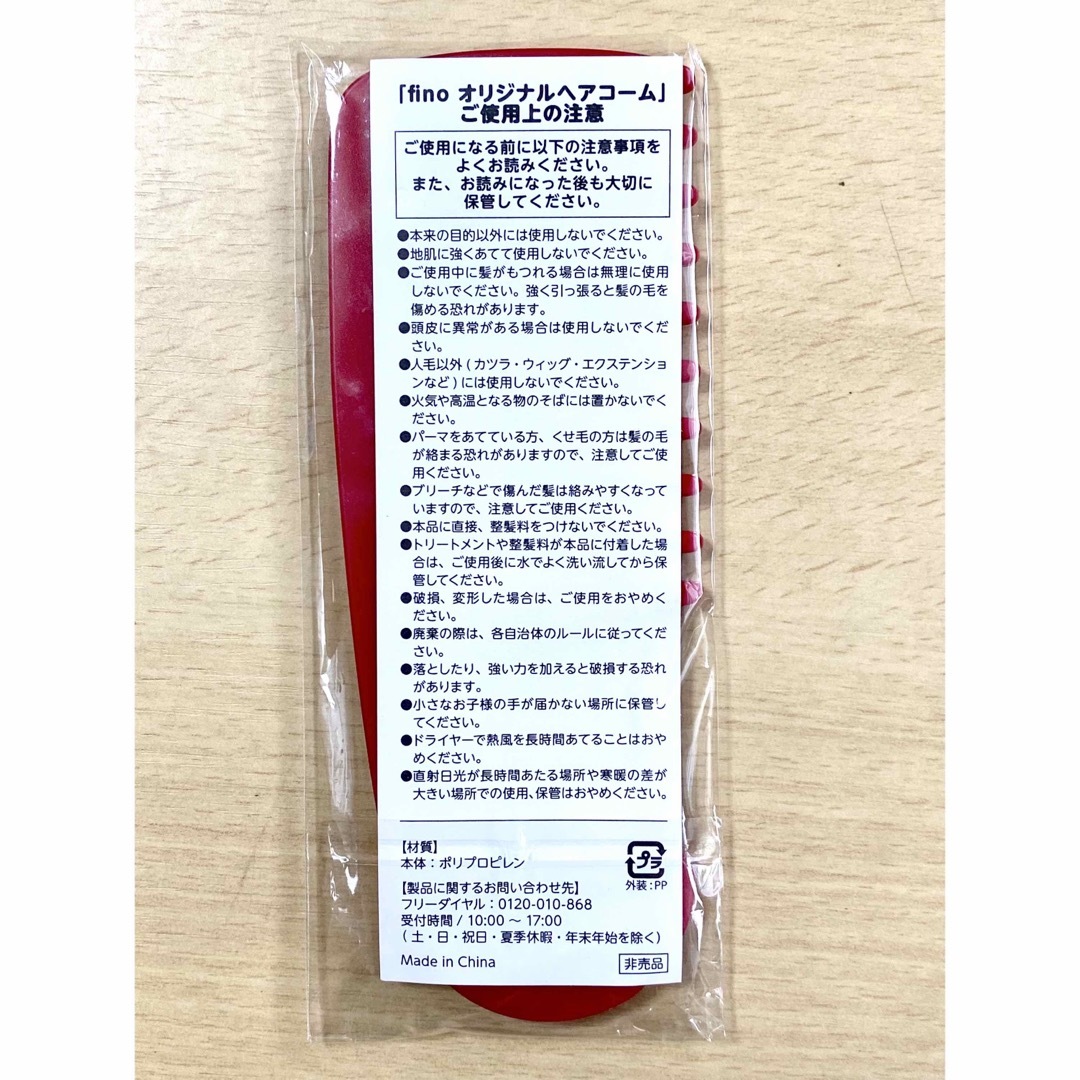 「fino オリジナルヘアコーム」
ご使用上の注意
ご使用になる前に以下の注意事項を
よくお読みください。
また、お読みになった後も大切に
保管してください。
●本来の目的以外には使用しないでください。
●地肌に強くあてて使用しないでください。
●ご使用中に髪がもつれる場合は無理に使用
しないでください。強く引っ張ると髪の毛を
傷める恐れがあります。
●頭皮に異常がある場合は使用しないでくだ
さい。
●人毛以外(カツラ・ウィッグ・エクステンショ
ンなど)には使用しないでください。
●火気や高温となる物のそばには置かないでく
ださい。
●パーマをあてている方、くせ毛の方は髪の毛
が絡まる恐れがありますので、注意してご使
用ください。
●ブリーチなどで傷んだ髪は絡みやすくなって
いますので、注意してご使用ください。
●本品に直接、整髪料をつけないでください。
●トリートメントや整髪料が本品に付着した場
合は、ご使用後に水でよく洗い流してから保
管してください。
●破損、変形した場合は、ご使用をおやめく
ださい。
●廃棄の際は、各自治体のルールに従ってくだ
さい。
●落としたり、強い力を加えると破損する恐れ
があります。
●小さなお子様の手が届かない場所に保管し
てください。
●ドライヤーで熱風を長時間あてることはおや
めください。
●直射日光が長時間あたる場所や寒暖の差が
大きい場所での使用、保管はおやめください。
【材質】
本体:ポリプロピレン
プラ
外装:PP
【製品に関するお問い合わせ先】
フリーダイヤル:0120-010-868
受付時間/10:00～17:00
(土・日・祝日・夏季休暇・年末年始を除く)
Made in China
非売品